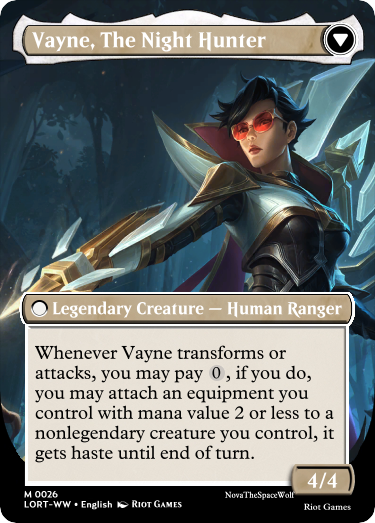 Vayne, The Night Hunter
Legendary Creature — Human Ranger
Whenever Vayne transforms or
attacks, you may pay 0, if you do,
you may attach an equipment you
control with mana value 2 or less to a
nonlegendary creature you control, it
gets haste until end of turn.
4/4
M 0026
LORT-WW • English Riot Games
NovaTheSpaceWolf
Riot Games